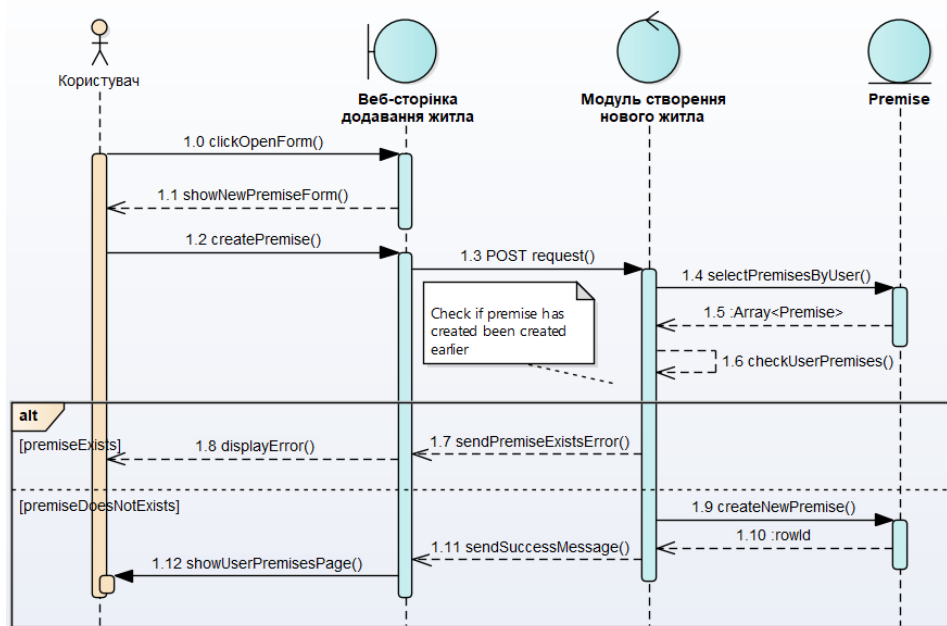 Користувач
Веб-сторінка
додавання житла
Модуль створення
нового житла
Premise
1.0 clickOpenForm()
1.1 showNewPremiseForm()
1.2 createPremise()
1.3 POST request()
1.4 selectPremisesByUser()
Check if premise has
created been created
earlier
1.5 :Array<Premise>
1.6 checkUserPremises()
alt
[premiseExists]
1.8 displayError()
1.7 sendPremiseExistsError()
[premiseDoesNotExists]
1.9 createNewPremise()
1.10 :rowId
1.11 sendSuccessMessage()
1.12 showUserPremisesPage()